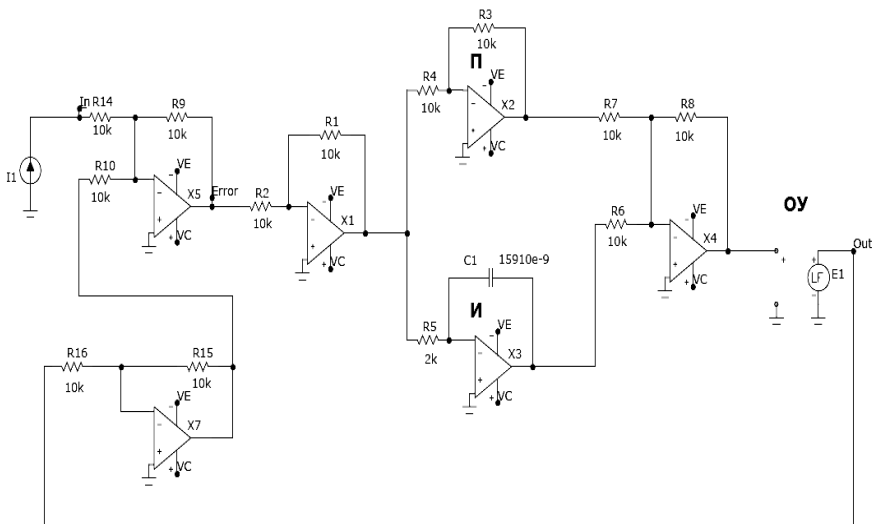 R3
10k
П
VE
R4
10k
X2
VC
In
R14
10k
R9
10k
R1
10k
R7
10k
R8
10k
I1
R10
10k
VE
X5
Error
VC
R2
10k
VE
X1
VC
R6
10k
VE
X4
VC
ОУ
Out
LF
E1
C1
15910e-9
И
R5
2k
VE
X3
VC
R16
10k
R15
10k
VE
X7
VC